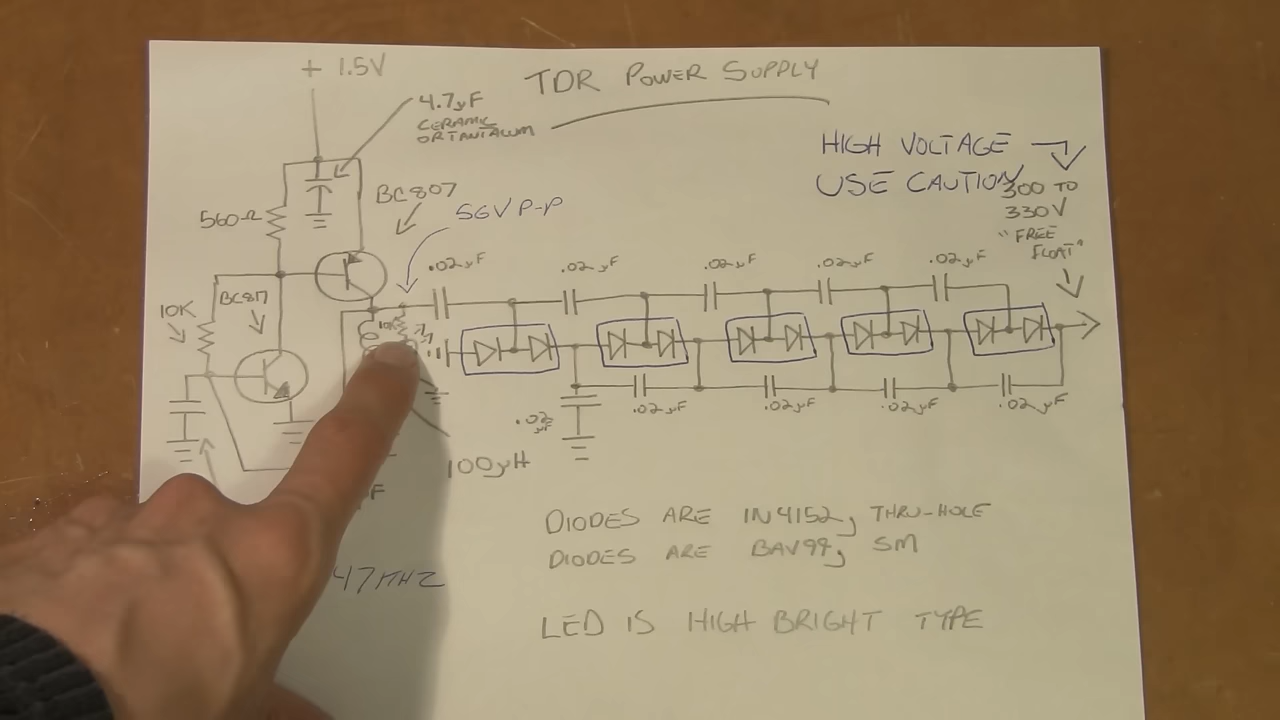 + 1.5V
TDR POWER SUPPLY
4.7µF
CERAMIC
OR TANTALUM
HIGH VOLTAGE
USE CAUTION
300 TO
330V
"FREE
FLOAT"
BC807
56V P-P
560Ω
.02µF
.02µF
.02µF
.02µF
.02µF
10K
BC817
10K
.02µF
.02µF
.02µF
.02µF
.02µF
100µH
F
DIODES ARE 1N4152, THRU-HOLE
DIODES ARE BAV99, SM
47MHZ
LED IS HIGH BRIGHT TYPE